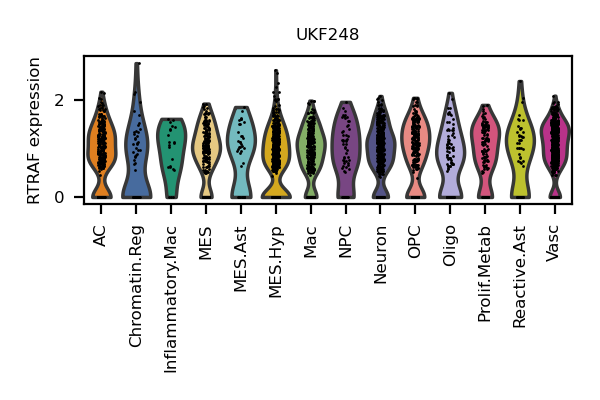 UKF248
RTRAF expression
2
0
AC
Chromatin.Reg
Inflammatory.Mac
MES
MES.Ast
MES.Hyp
Mac
NPC
Neuron
OPC
Oligo
Prolif.Metab
Reactive.Ast
Vasc